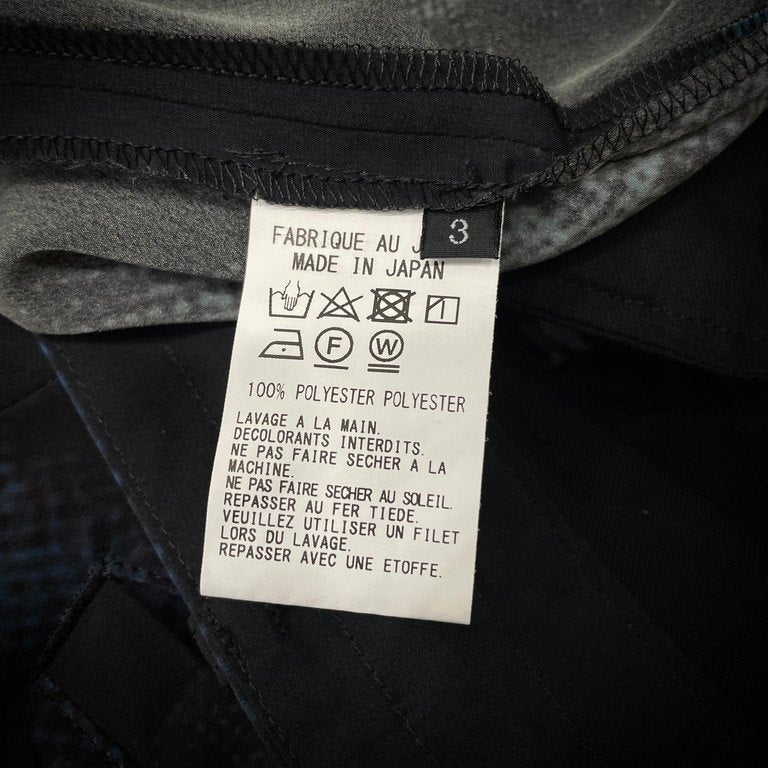 3
FABRIQUE AU
MADE IN JAPAN
F W
100% POLYESTER POLYESTER
LAVAGE A LA MAIN.
DECOLORANTS INTERDITS.
NE PAS FAIRE SECHER A LA
MACHINE.
NE PAS FAIRE SECHER AU SOLEIL.
REPASSER AU FER TIEDE.
VEUILLEZ UTILISER UN FILET
LORS DU LAVAGE.
REPASSER AVEC UNE ETOFFE.